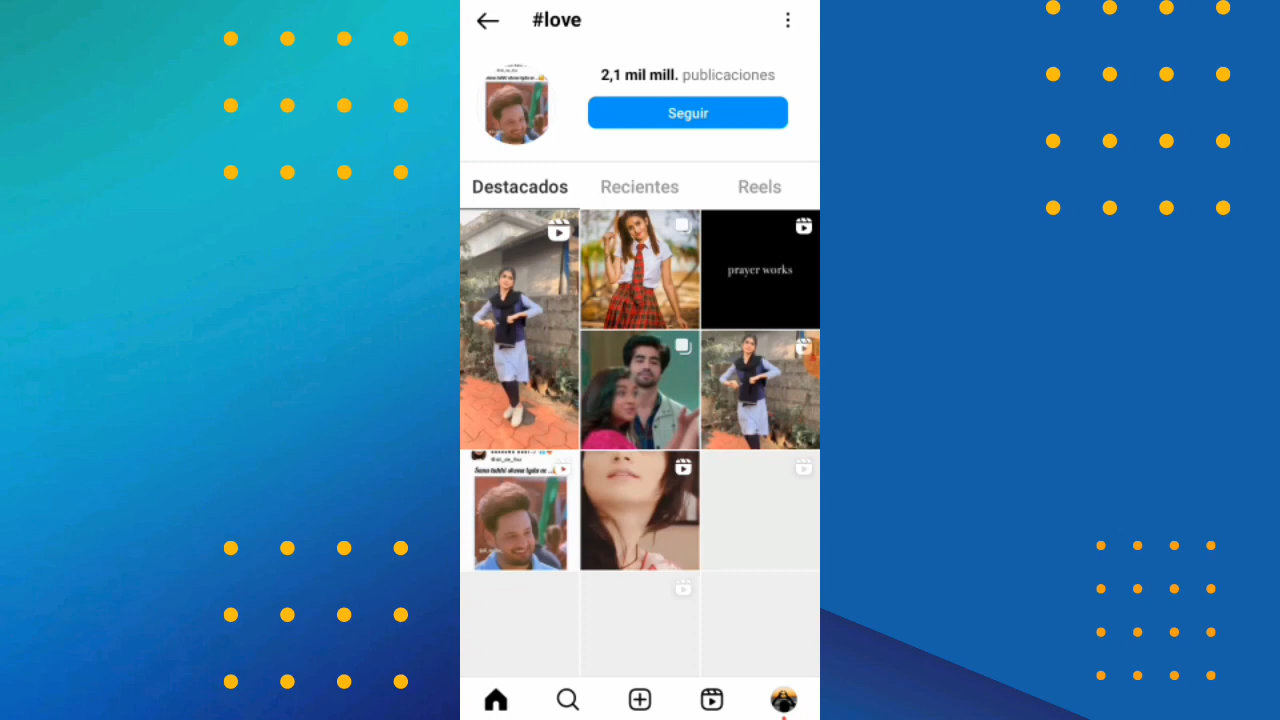 #love
2,1 mil mill. publicaciones
Seguir
Destacados
Recientes
Reels
prayer works